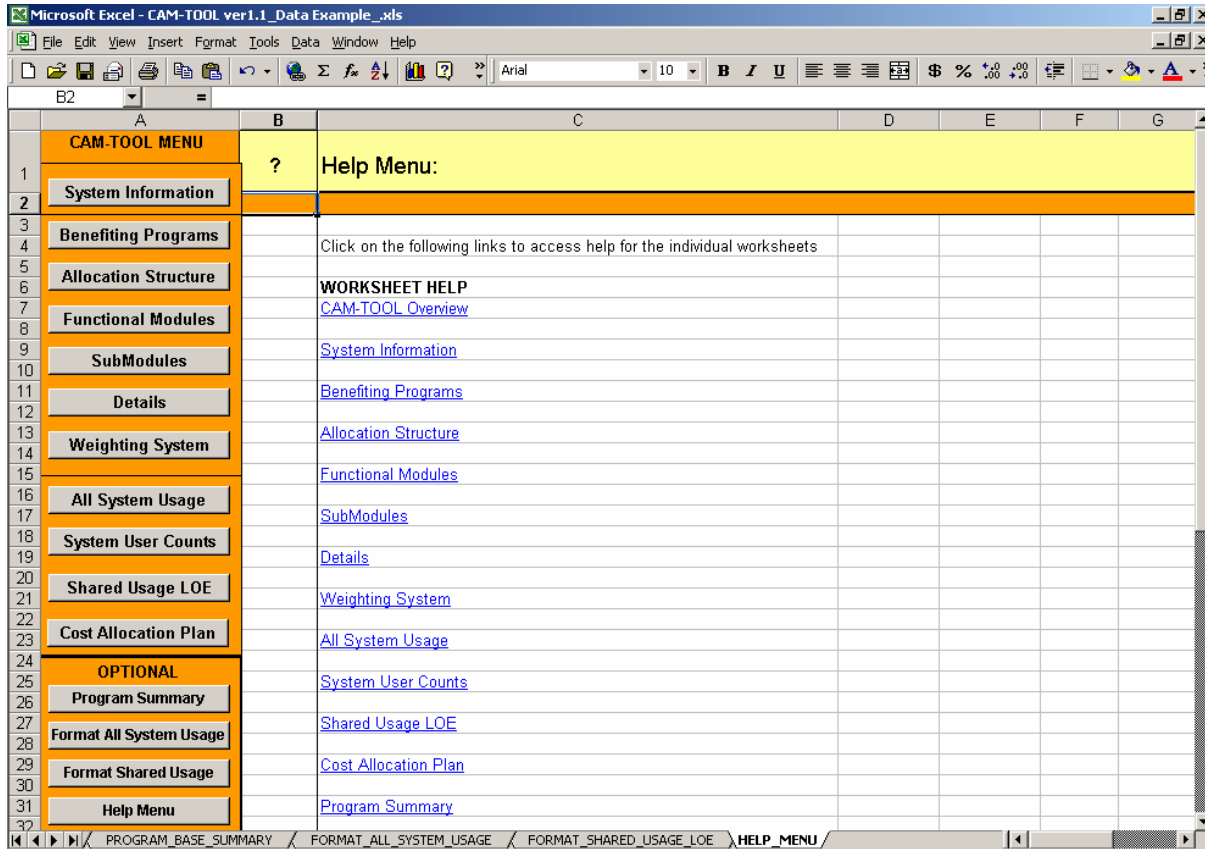 Microsoft Excel - CAM-TOOL ver1.1_Data Example_.xls
File Edit View Insert Format Tools Data Window Help
Arial 10 B I U $ %
B2 =
A B C D E F G
CAM-TOOL MENU
1 ? Help Menu:
System Information
2
3
Benefiting Programs
4 Click on the following links to access help for the individual worksheets
5
Allocation Structure
6 WORKSHEET HELP
7 CAM-TOOL Overview
Functional Modules
8
9 System Information
SubModules
10
11 Benefiting Programs
Details
12
13 Allocation Structure
Weighting System
14
15 Functional Modules
16
All System Usage
17 SubModules
18
System User Counts
19 Details
20
Shared Usage LOE
21 Weighting System
22
Cost Allocation Plan
23 All System Usage
24
OPTIONAL
25 System User Counts
26
Program Summary
27 Shared Usage LOE
Format All System Usage
28
29 Cost Allocation Plan
Format Shared Usage
30
31 Program Summary
Help Menu
32
PROGRAM_BASE_SUMMARY / FORMAT_ALL_SYSTEM_USAGE / FORMAT_SHARED_USAGE_LOE \ HELP_MENU /